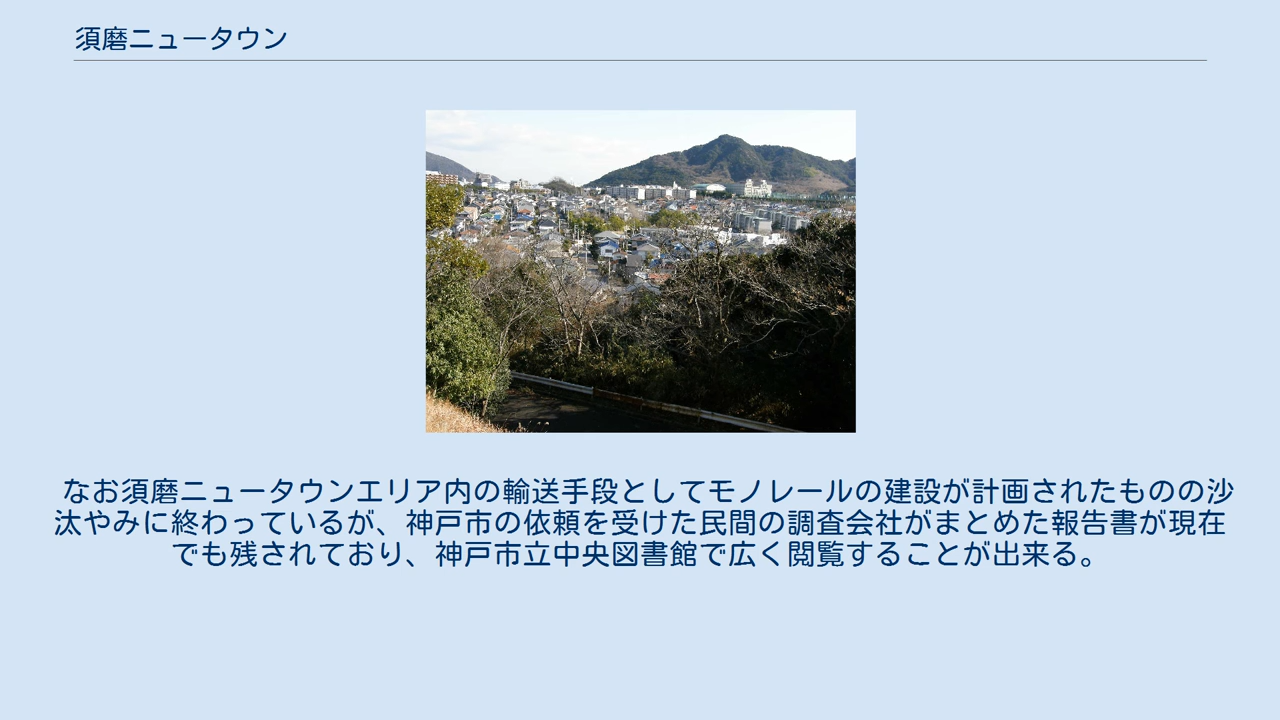 須磨ニュータウン
なお須磨ニュータウンエリア内の輸送手段としてモノレールの建設が計画されたものの沙
汰やみに終わっているが、神戸市の依頼を受けた民間の調査会社がまとめた報告書が現在
でも残されており、神戸市立中央図書館で広く閲覧することが出来る。